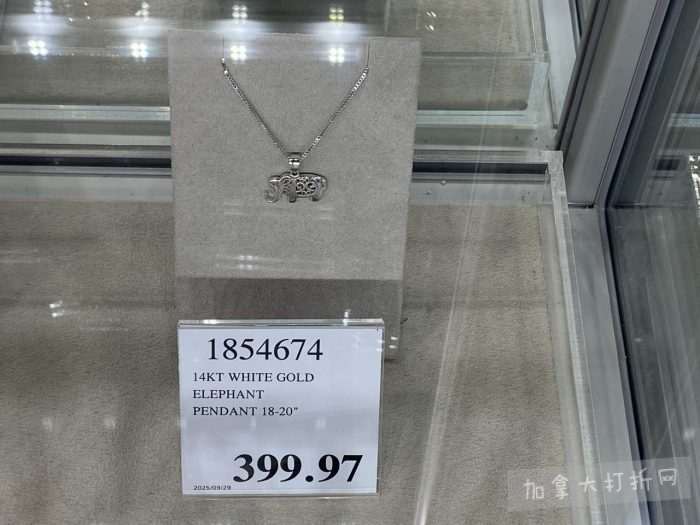 1854674
14KT WHITE GOLD
ELEPHANT
PENDANT 18-20"
399.97
2025/09/29
加拿大打折网